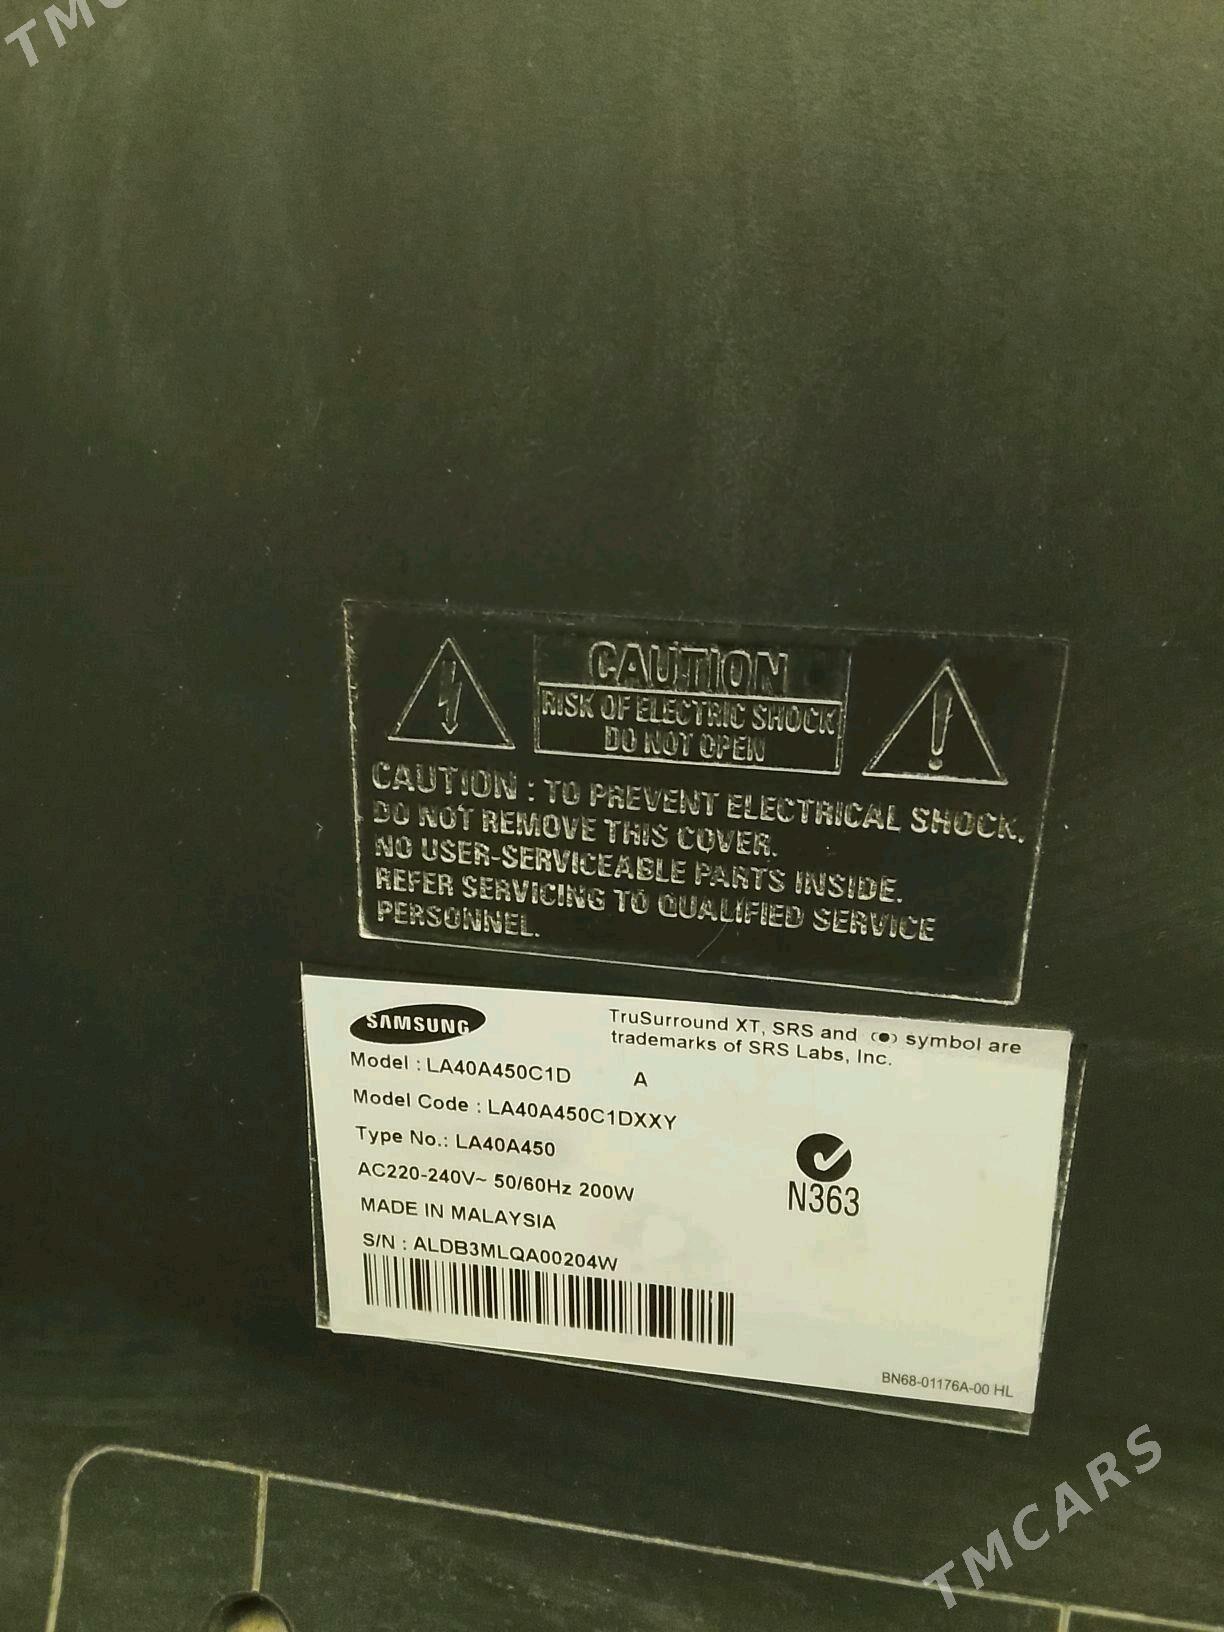 CAUTION
RISK OF ELECTRIC SHOCK
DO NOT OPEN
CAUTION : TO PREVENT ELECTRICAL SHOCK,
DO NOT REMOVE THIS COVER.
NO USER-SERVICEABLE PARTS INSIDE.
REFER SERVICING TO QUALIFIED SERVICE
PERSONNEL.
SAMSUNG
TruSurround XT, SRS and (●) symbol are
trademarks of SRS Labs, Inc.
Model : LA40A450C1D A
Model Code : LA40A450C1DXXY
Type No.: LA40A450
AC220-240V~ 50/60Hz 200W
MADE IN MALAYSIA
S/N : ALDB3MLQA00204W
N363
BN68-01176A-00 HL
TMCARS